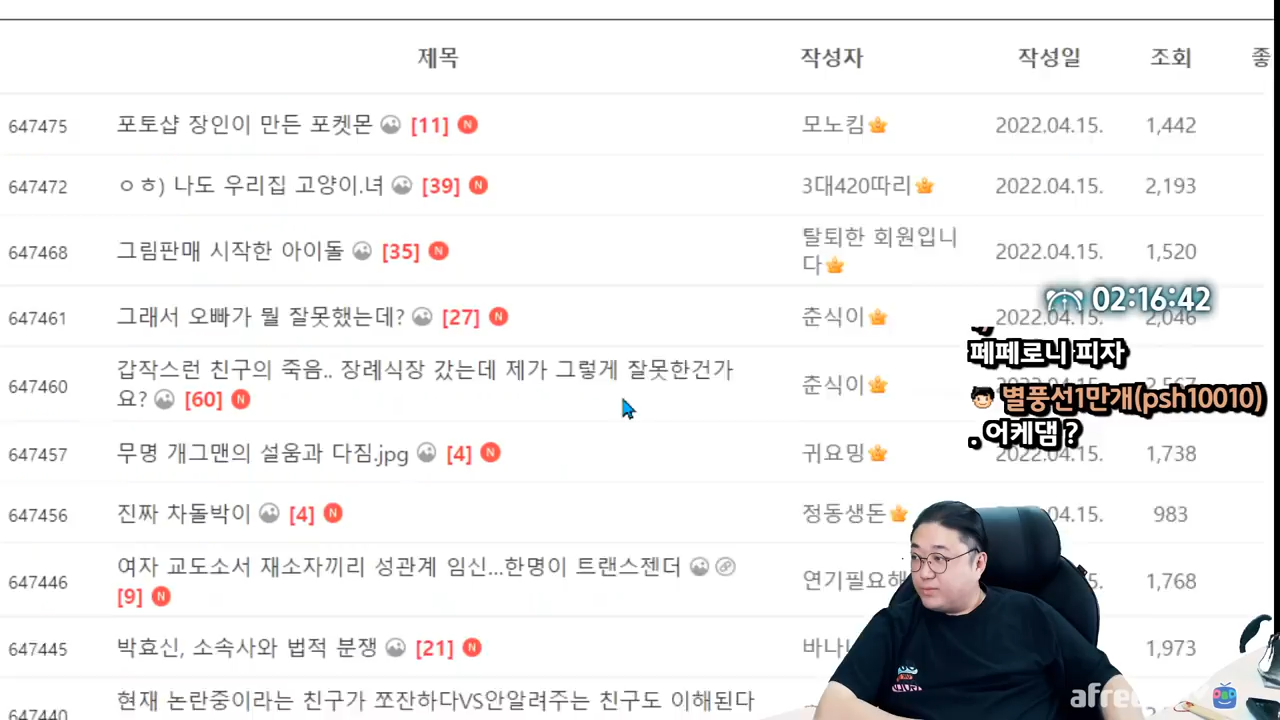 제목 작성자 작성일 조회 좋
647475 포토샵 장인이 만든 포켓몬 [11] N 모노킴 2022.04.15. 1,442
647472 ㅇㅎ) 나도 우리집 고양이.녀 [39] N 3대420따리 2022.04.15. 2,193
647468 그림판매 시작한 아이돌 [35] N 탈퇴한 회원입니
다 2022.04.15. 1,520
02:16:42
647461 그래서 오빠가 뭘 잘못했는데? [27] N 춘식이 2022.04.15. 2,046
페페로니 피자
647460 갑작스런 친구의 죽음.. 장례식장 갔는데 제가 그렇게 잘못한건가
요? [60] N 춘식이
별풍선1만개(psh10010)
. 어케댐 ?
647457 무명 개그맨의 설움과 다짐.jpg [4] N 귀요밍 2022.04.15. 1,738
647456 진짜 차돌박이 [4] N 정동생돈 04.15. 983
647446 여자 교도소서 재소자끼리 성관계 임신...한명이 트랜스젠더
[9] N 연기필요해 1,768
647445 박효신, 소속사와 법적 분쟁 [21] N 바나 1,973
647440 현재 논란중이라는 친구가 쪼잔하다VS안알려주는 친구도 이해된다